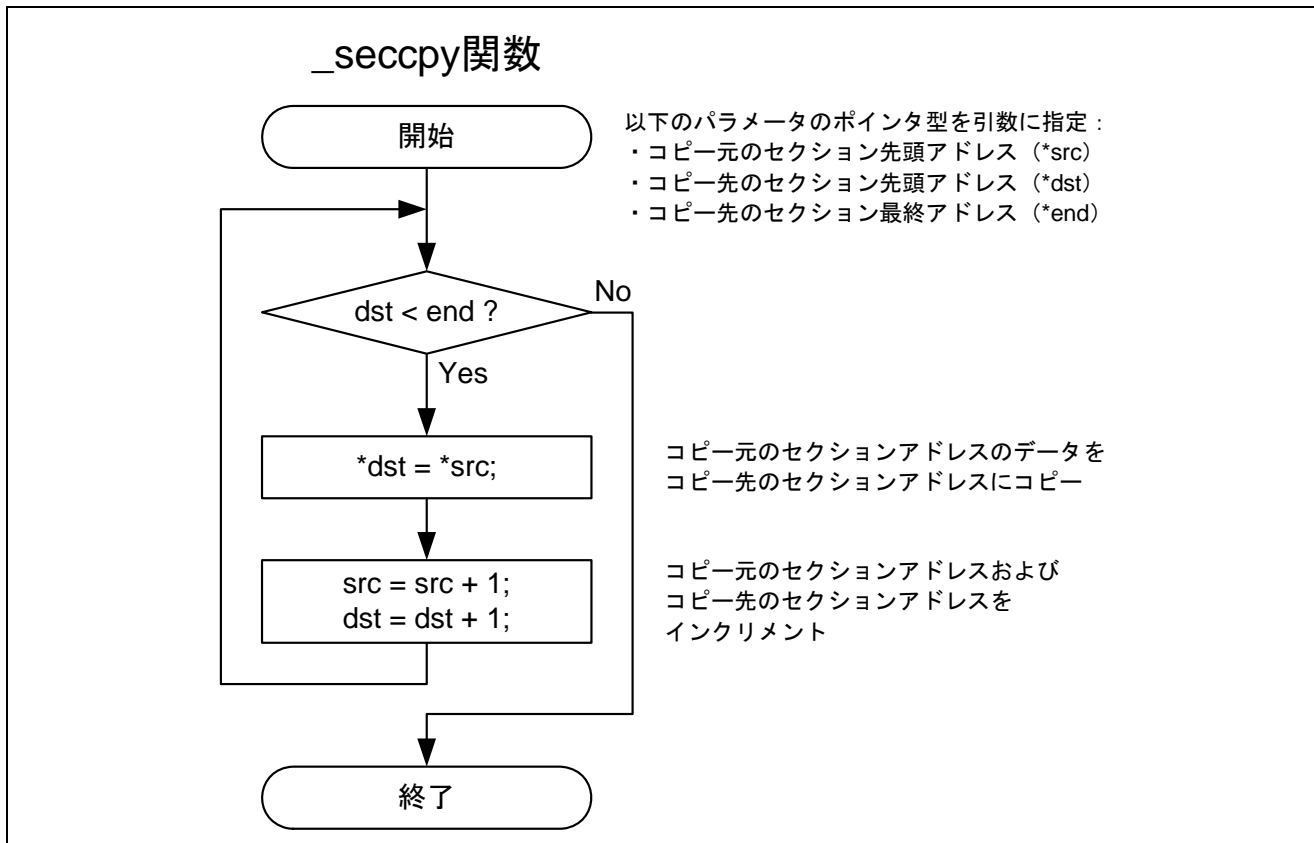 _seccpy関数
開始
以下のパラメータのポインタ型を引数に指定：
・コピー元のセクション先頭アドレス（*src）
・コピー先のセクション先頭アドレス（*dst）
・コピー先のセクション最終アドレス（*end）
dst < end ?
No
Yes
*dst = *src;
コピー元のセクションアドレスのデータを
コピー先のセクションアドレスにコピー
src = src + 1;
dst = dst + 1;
コピー元のセクションアドレスおよび
コピー先のセクションアドレスを
インクリメント
終了